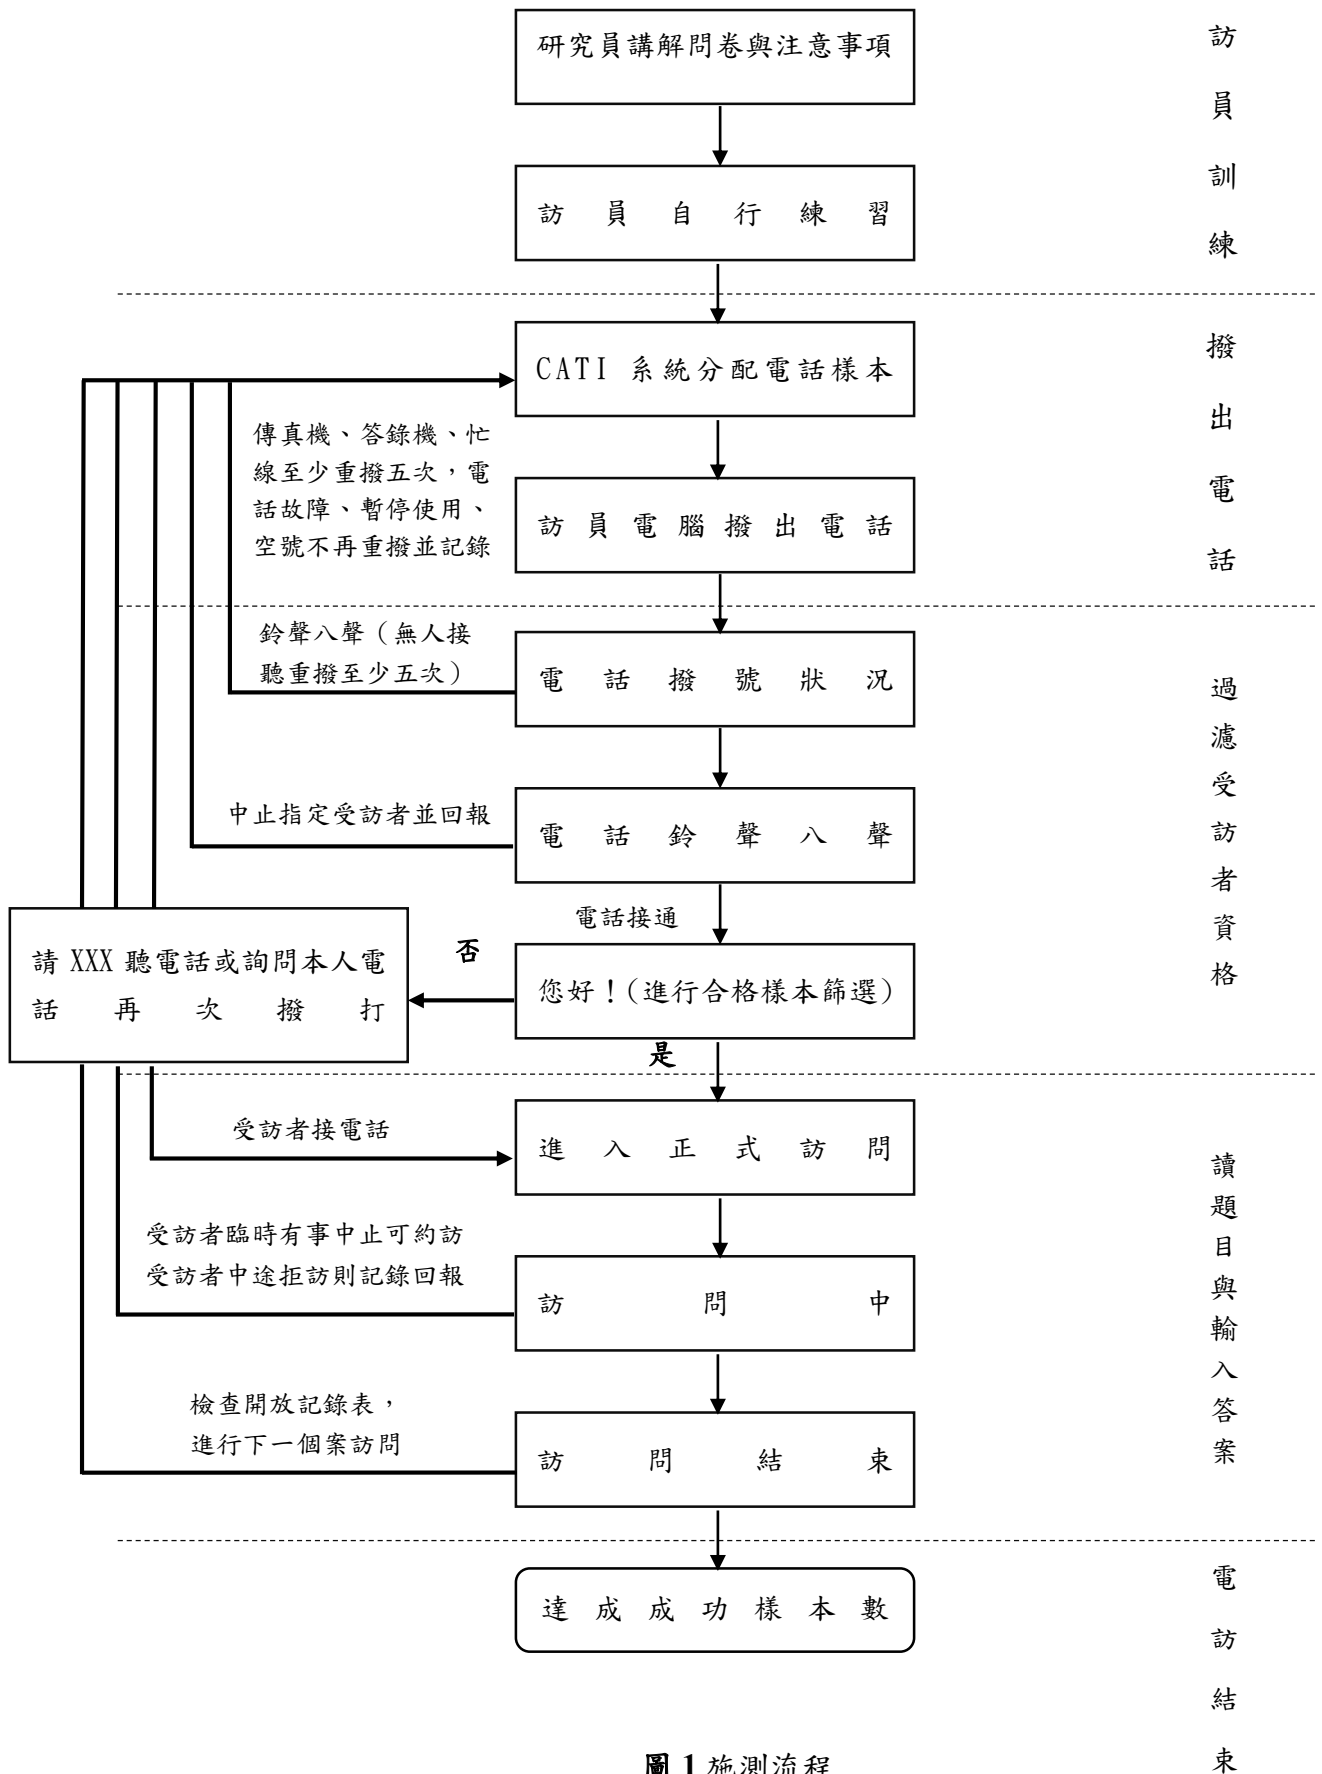 研究員講解問卷與注意事項
訪員自行練習
訪員訓練
CATI 系統分配電話樣本
傳真機、答錄機、忙
線至少重撥五次，電
話故障、暫停使用、
空號不再重撥並記錄
訪員電腦撥出電話
撥出電話
鈴聲八聲（無人接
聽重撥至少五次）
電話撥號狀況
中止指定受訪者並回報
電話鈴聲八聲
電話接通
否
請 XXX 聽電話或詢問本人電
話再次撥打
您好！(進行合格樣本篩選)
是
過濾受訪者資格
受訪者接電話
進入正式訪問
受訪者臨時有事中止可約訪
受訪者中途拒訪則記錄回報
訪問中
檢查開放記錄表，
進行下一個案訪問
訪問結束
讀題目與輸入答案
達成成功樣本數
電訪結束
圖 1 施測流程